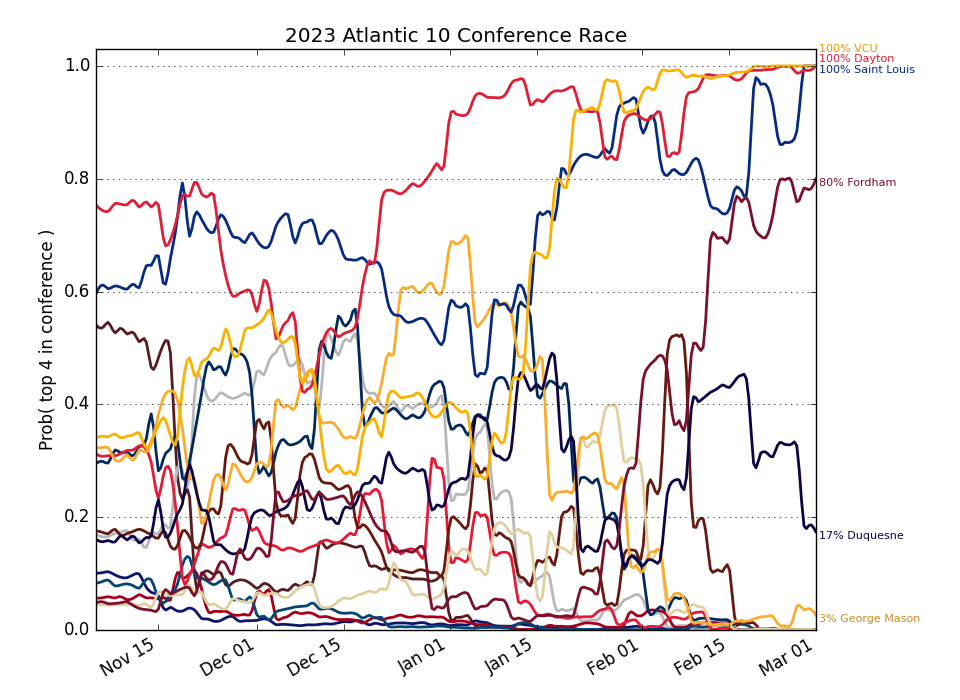 2023 Atlantic 10 Conference Race
Prob( top 4 in conference )
1.0
0.8
0.6
0.4
0.2
0.0
Nov 15
Dec 01
Dec 15
Jan 01
Jan 15
Feb 01
Feb 15
Mar 01
100% VCU
100% Dayton
100% Saint Louis
80% Fordham
17% Duquesne
3% George Mason